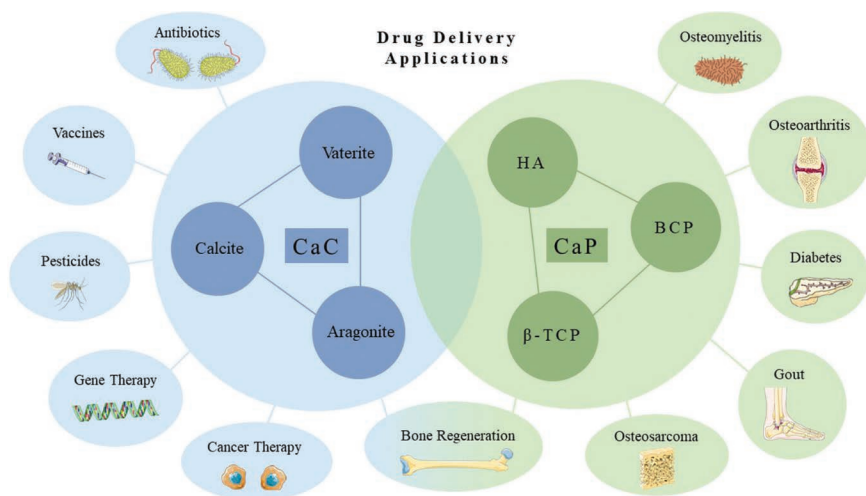 Drug Delivery
Applications
Antibiotics
Vaccines
Pesticides
Gene Therapy
Cancer Therapy
Bone Regeneration
Vaterite
Calcite
CaC
Aragonite
HA
BCP
CaP
β-TCP
Osteomyelitis
Osteoarthritis
Diabetes
Gout
Osteosarcoma